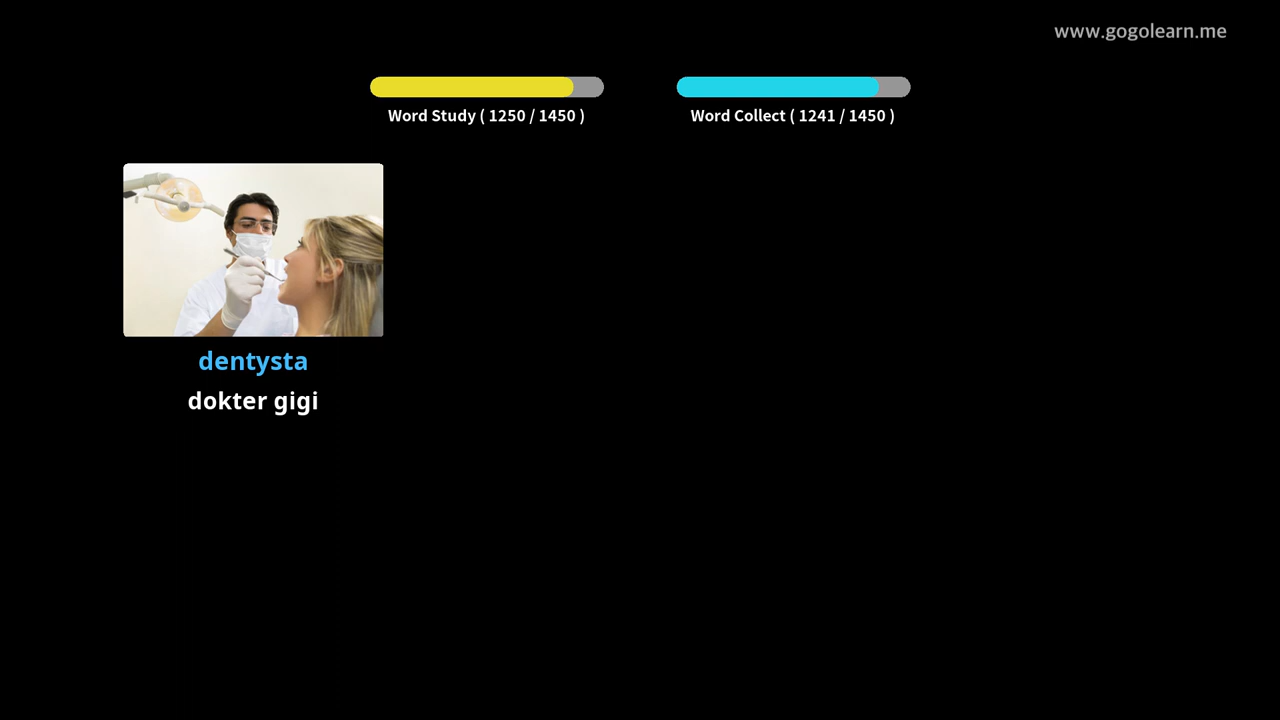 www.gogolearn.me
Word Study ( 1250 / 1450 )
Word Collect ( 1241 / 1450 )
dentysta
dokter gigi